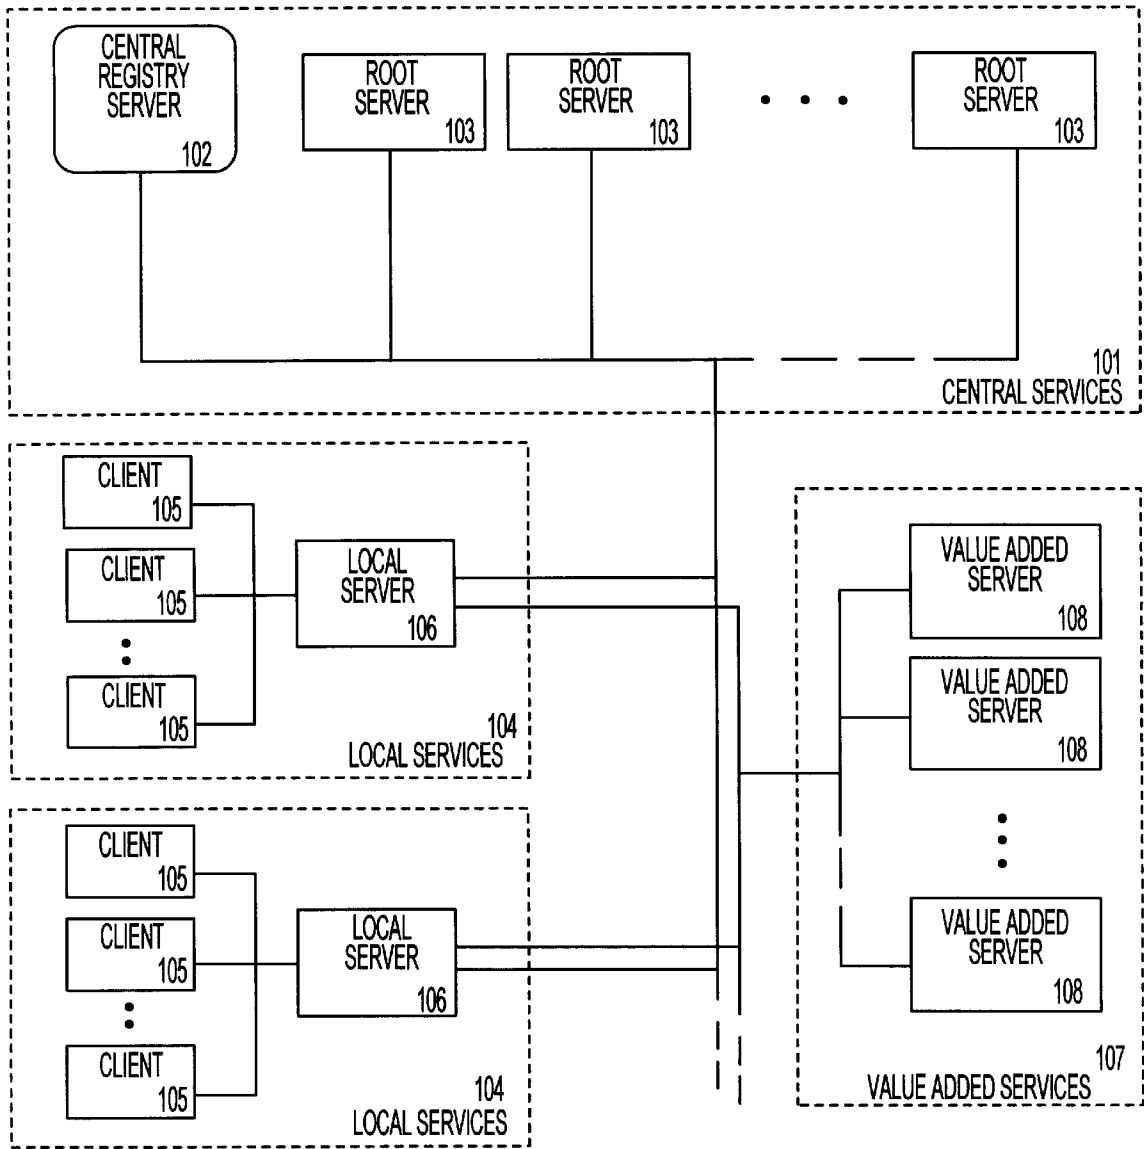 CENTRAL
REGISTRY
SERVER
102
ROOT
SERVER
103
ROOT
SERVER
103
ROOT
SERVER
103
101
CENTRAL SERVICES
CLIENT
105
CLIENT
105
CLIENT
105
LOCAL
SERVER
106
104
LOCAL SERVICES
CLIENT
105
CLIENT
105
CLIENT
105
LOCAL
SERVER
106
104
LOCAL SERVICES
VALUE ADDED
SERVER
108
VALUE ADDED
SERVER
108
VALUE ADDED
SERVER
108
107
VALUE ADDED SERVICES